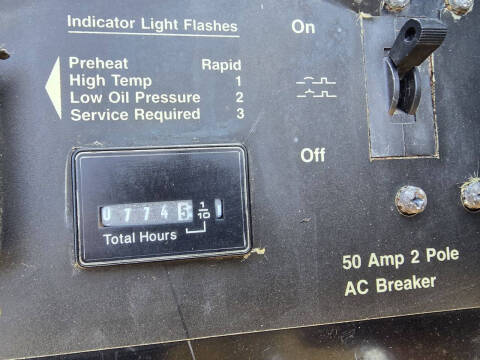 Indicator Light Flashes
On
Preheat Rapid
High Temp 1
Low Oil Pressure 2
Service Required 3
Off
07745 1/10
Total Hours
50 Amp 2 Pole
AC Breaker